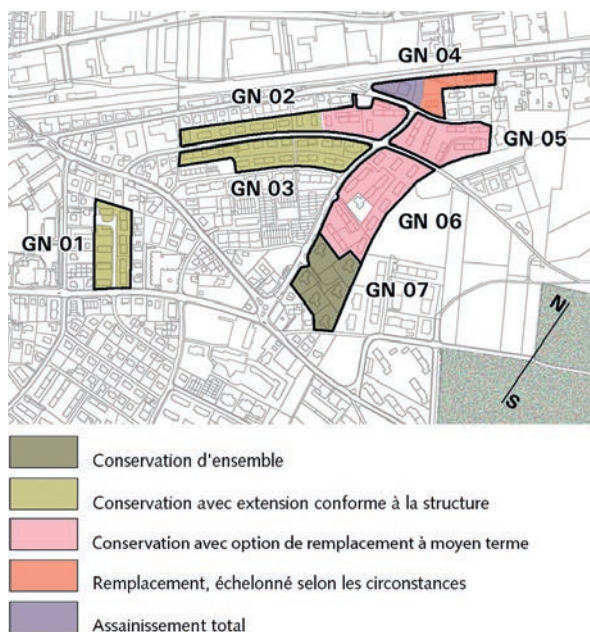 GN 04
GN 02
GN 05
GN 03
GN 06
GN 01
GN 07
N
S
Conservation d'ensemble
Conservation avec extension conforme à la structure
Conservation avec option de remplacement à moyen terme
Remplacement, échelonné selon les circonstances
Assainissement total